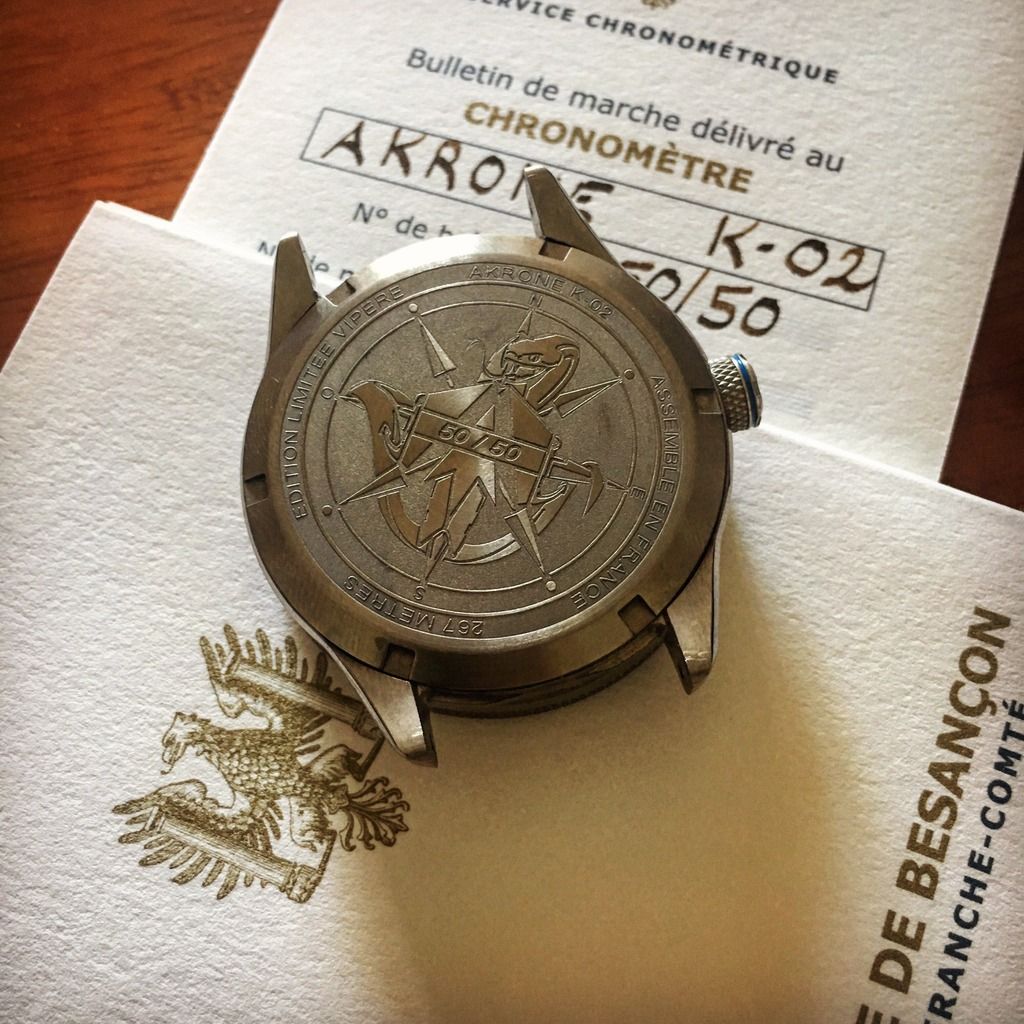 SERVICE CHRONOMÉTRIQUE
Bulletin de marche délivré au
CHRONOMÈTRE
AKRONE K-02
N° de
50/50
EDITION LIMITEE VIPERE
AKRONE K-02
ASSEMBLE EN FRANCE
267 METRES
N
E
S
O
50/50
DE BESANÇON
FRANCHE-COMTÉ